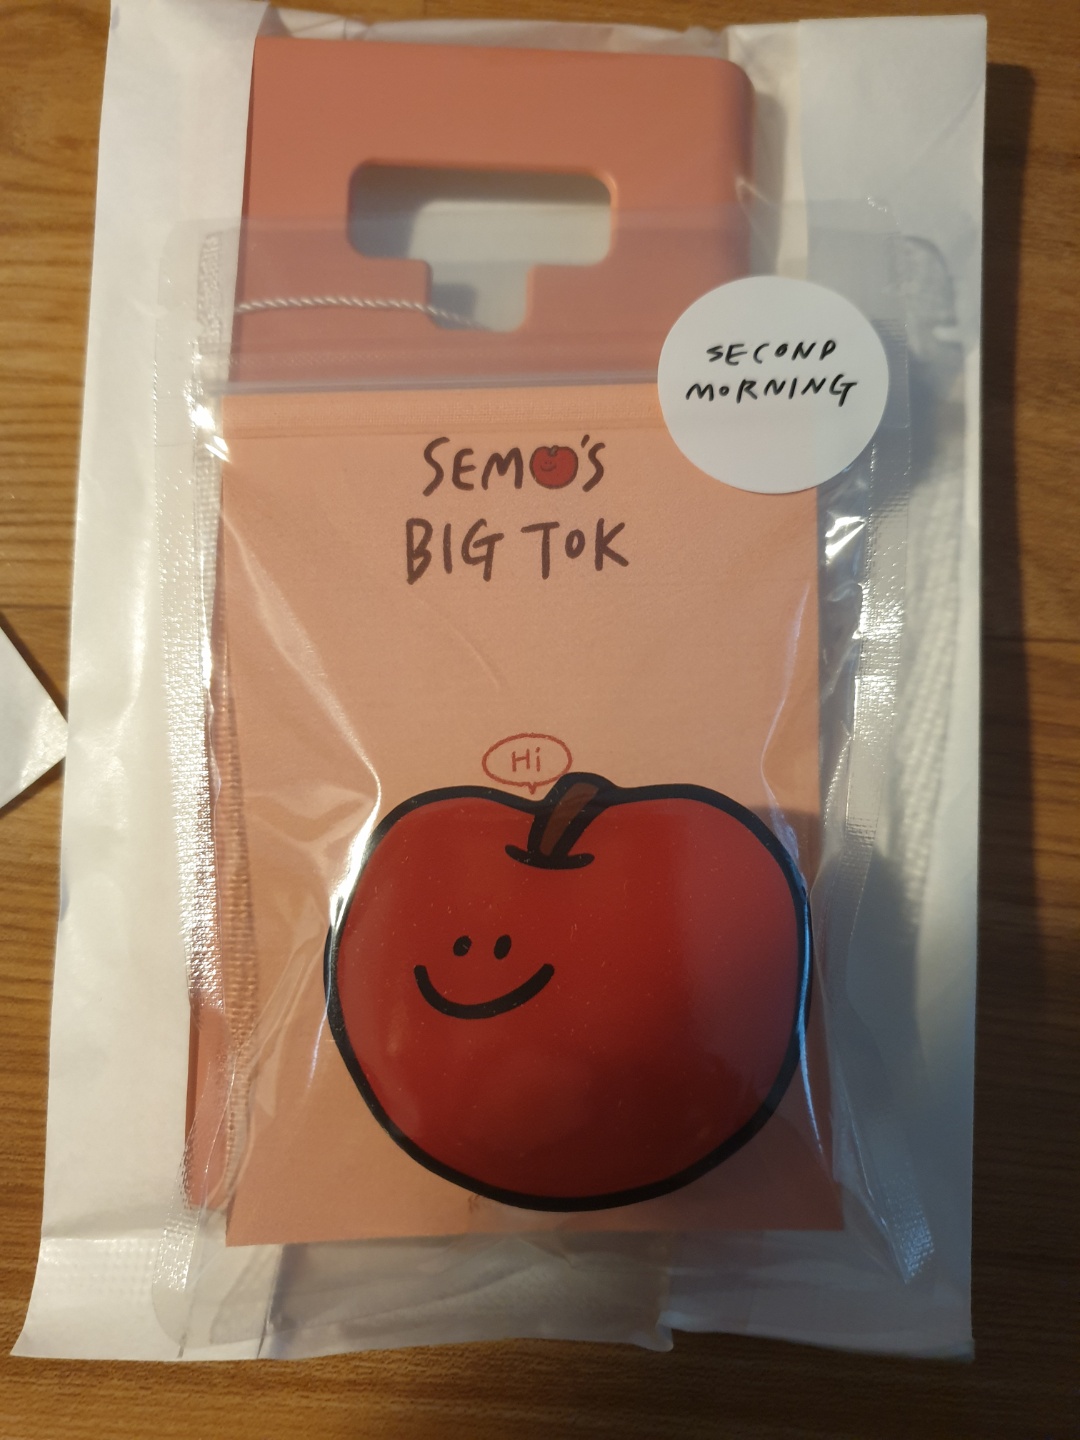 SECOND
MORNING
SEMO'S
BIG TOK
Hi